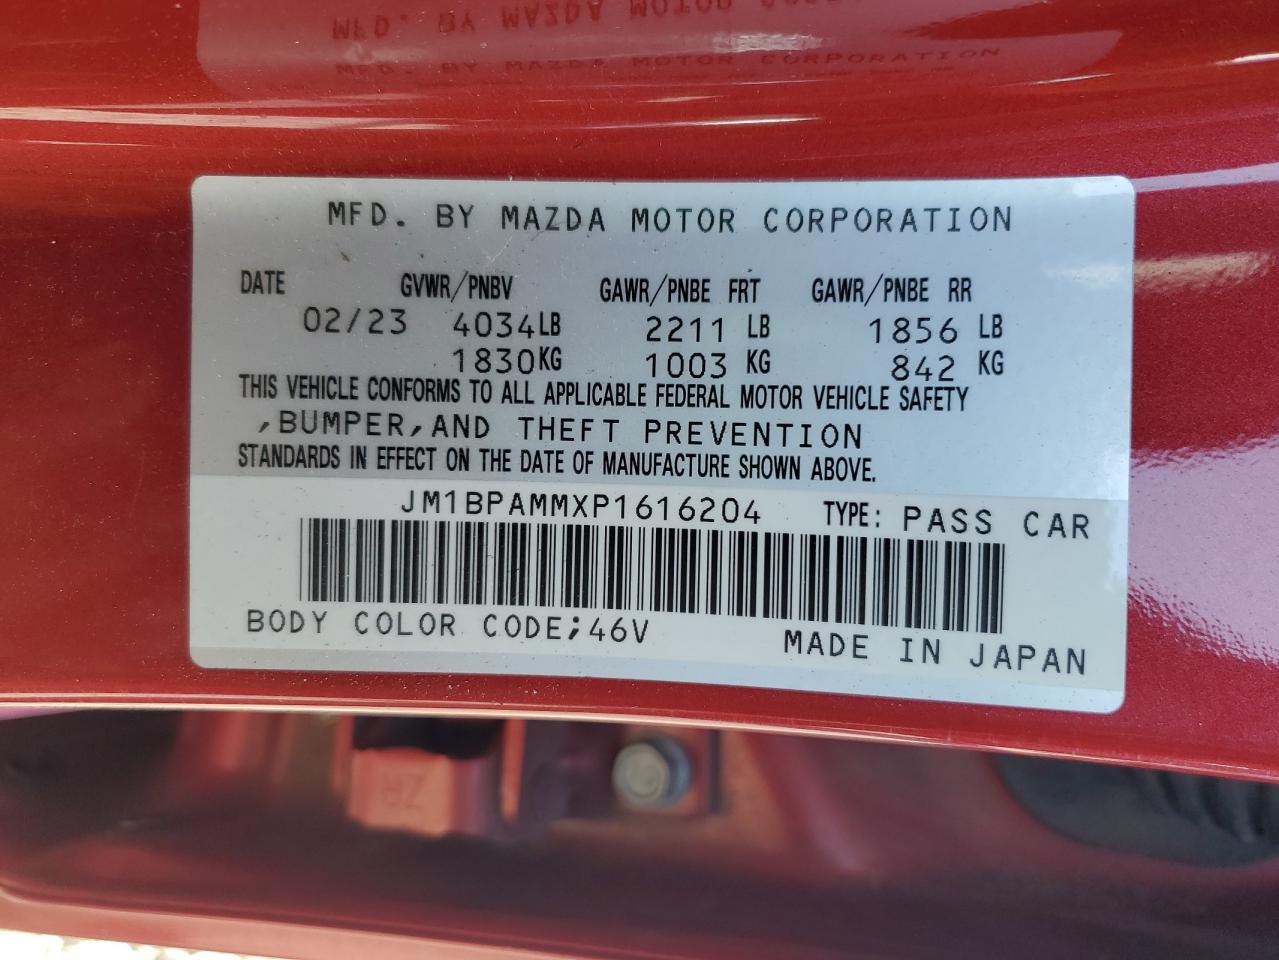 MFD. BY MAZDA MOTOR CORPORATION
DATE GVWR/PNBV GAWR/PNBE FRT GAWR/PNBE RR
02/23 4034LB 2211 LB 1856 LB
1830KG 1003 KG 842 KG
THIS VEHICLE CONFORMS TO ALL APPLICABLE FEDERAL MOTOR VEHICLE SAFETY
,BUMPER,AND THEFT PREVENTION
STANDARDS IN EFFECT ON THE DATE OF MANUFACTURE SHOWN ABOVE.
JM1BPAMMXP1616204 TYPE: PASS CAR
BODY COLOR CODE;46V MADE IN JAPAN